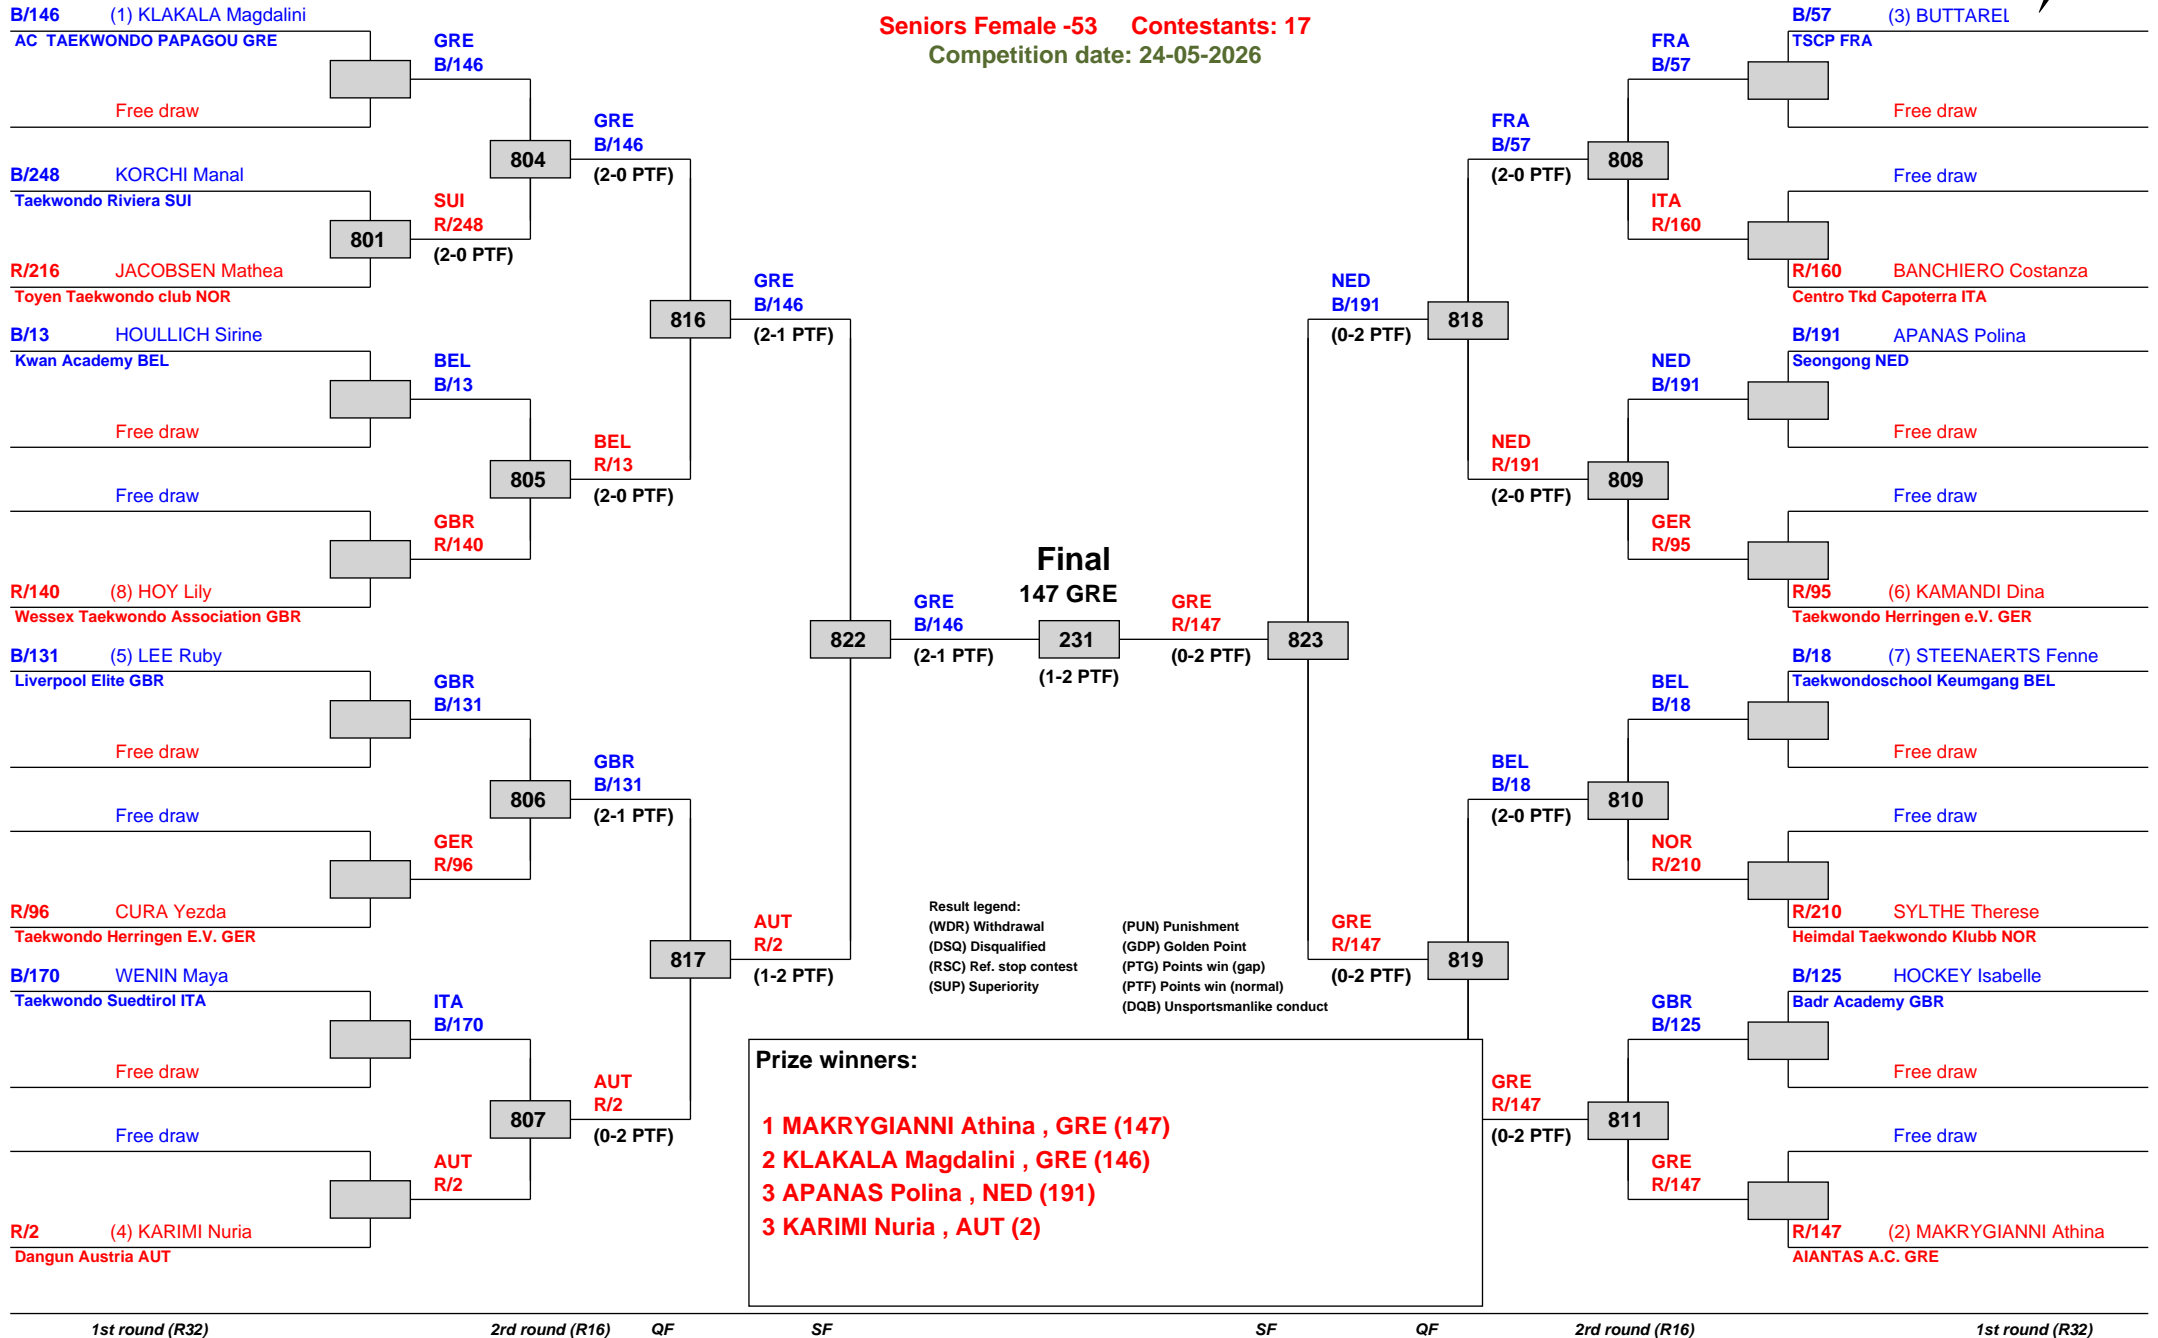 Seniors Female -53 Contestants: 17
Competition date: 24-05-2026
B/146 (1) KLAKALA Magdalini
AC TAEKWONDO PAPAGOU GRE
Free draw
B/248 KORCHI Manal
Taekwondo Riviera SUI
801
R/216 JACOBSEN Mathea
Toyen Taekwondo club NOR
B/13 HOULLICH Sirine
Kwan Academy BEL
Free draw
Free draw
R/140 (8) HOY Lily
Wessex Taekwondo Association GBR
B/131 (5) LEE Ruby
Liverpool Elite GBR
Free draw
Free draw
R/96 CURA Yezda
Taekwondo Herringen E.V. GER
B/170 WENIN Maya
Taekwondo Suedtirol ITA
Free draw
Free draw
R/2 (4) KARIMI Nuria
Dangun Austria AUT
GRE
B/146
804
SUI
R/248
(2-0 PTF)
BEL
B/13
805
GBR
R/140
GBR
B/131
806
GER
R/96
ITA
B/170
807
AUT
R/2
GRE
B/146
(2-0 PTF)
816
BEL
R/13
(2-0 PTF)
GBR
B/131
(2-1 PTF)
817
AUT
R/2
(0-2 PTF)
GRE
B/146
(2-1 PTF)
822
AUT
R/2
(1-2 PTF)
GRE
B/146
(2-1 PTF)
Final
147 GRE
231
(1-2 PTF)
GRE
R/147
(0-2 PTF)
823
NED
B/191
(0-2 PTF)
818
GRE
R/147
(0-2 PTF)
819
FRA
B/57
(2-0 PTF)
808
NED
R/191
(2-0 PTF)
809
BEL
B/18
(2-0 PTF)
810
GRE
R/147
(0-2 PTF)
811
FRA
B/57
ITA
R/160
NED
B/191
GER
R/95
BEL
B/18
NOR
R/210
GBR
B/125
GRE
R/147
B/57 (3) BUTTAREL
TSCP FRA
Free draw
Free draw
R/160 BANCHIERO Costanza
Centro Tkd Capoterra ITA
B/191 APANAS Polina
Seongong NED
Free draw
Free draw
R/95 (6) KAMANDI Dina
Taekwondo Herringen e.V. GER
B/18 (7) STEENAERTS Fenne
Taekwondoschool Keumgang BEL
Free draw
Free draw
R/210 SYLTHE Therese
Heimdal Taekwondo Klubb NOR
B/125 HOCKEY Isabelle
Badr Academy GBR
Free draw
Free draw
R/147 (2) MAKRYGIANNI Athina
AIANTAS A.C. GRE
Result legend:
(WDR) Withdrawal (PUN) Punishment
(DSQ) Disqualified (GDP) Golden Point
(RSC) Ref. stop contest (PTG) Points win (gap)
(SUP) Superiority (PTF) Points win (normal)
(DQB) Unsportsmanlike conduct
Prize winners:
1 MAKRYGIANNI Athina , GRE (147)
2 KLAKALA Magdalini , GRE (146)
3 APANAS Polina , NED (191)
3 KARIMI Nuria , AUT (2)
1st round (R32) 2rd round (R16) QF SF SF QF 2rd round (R16) 1st round (R32)